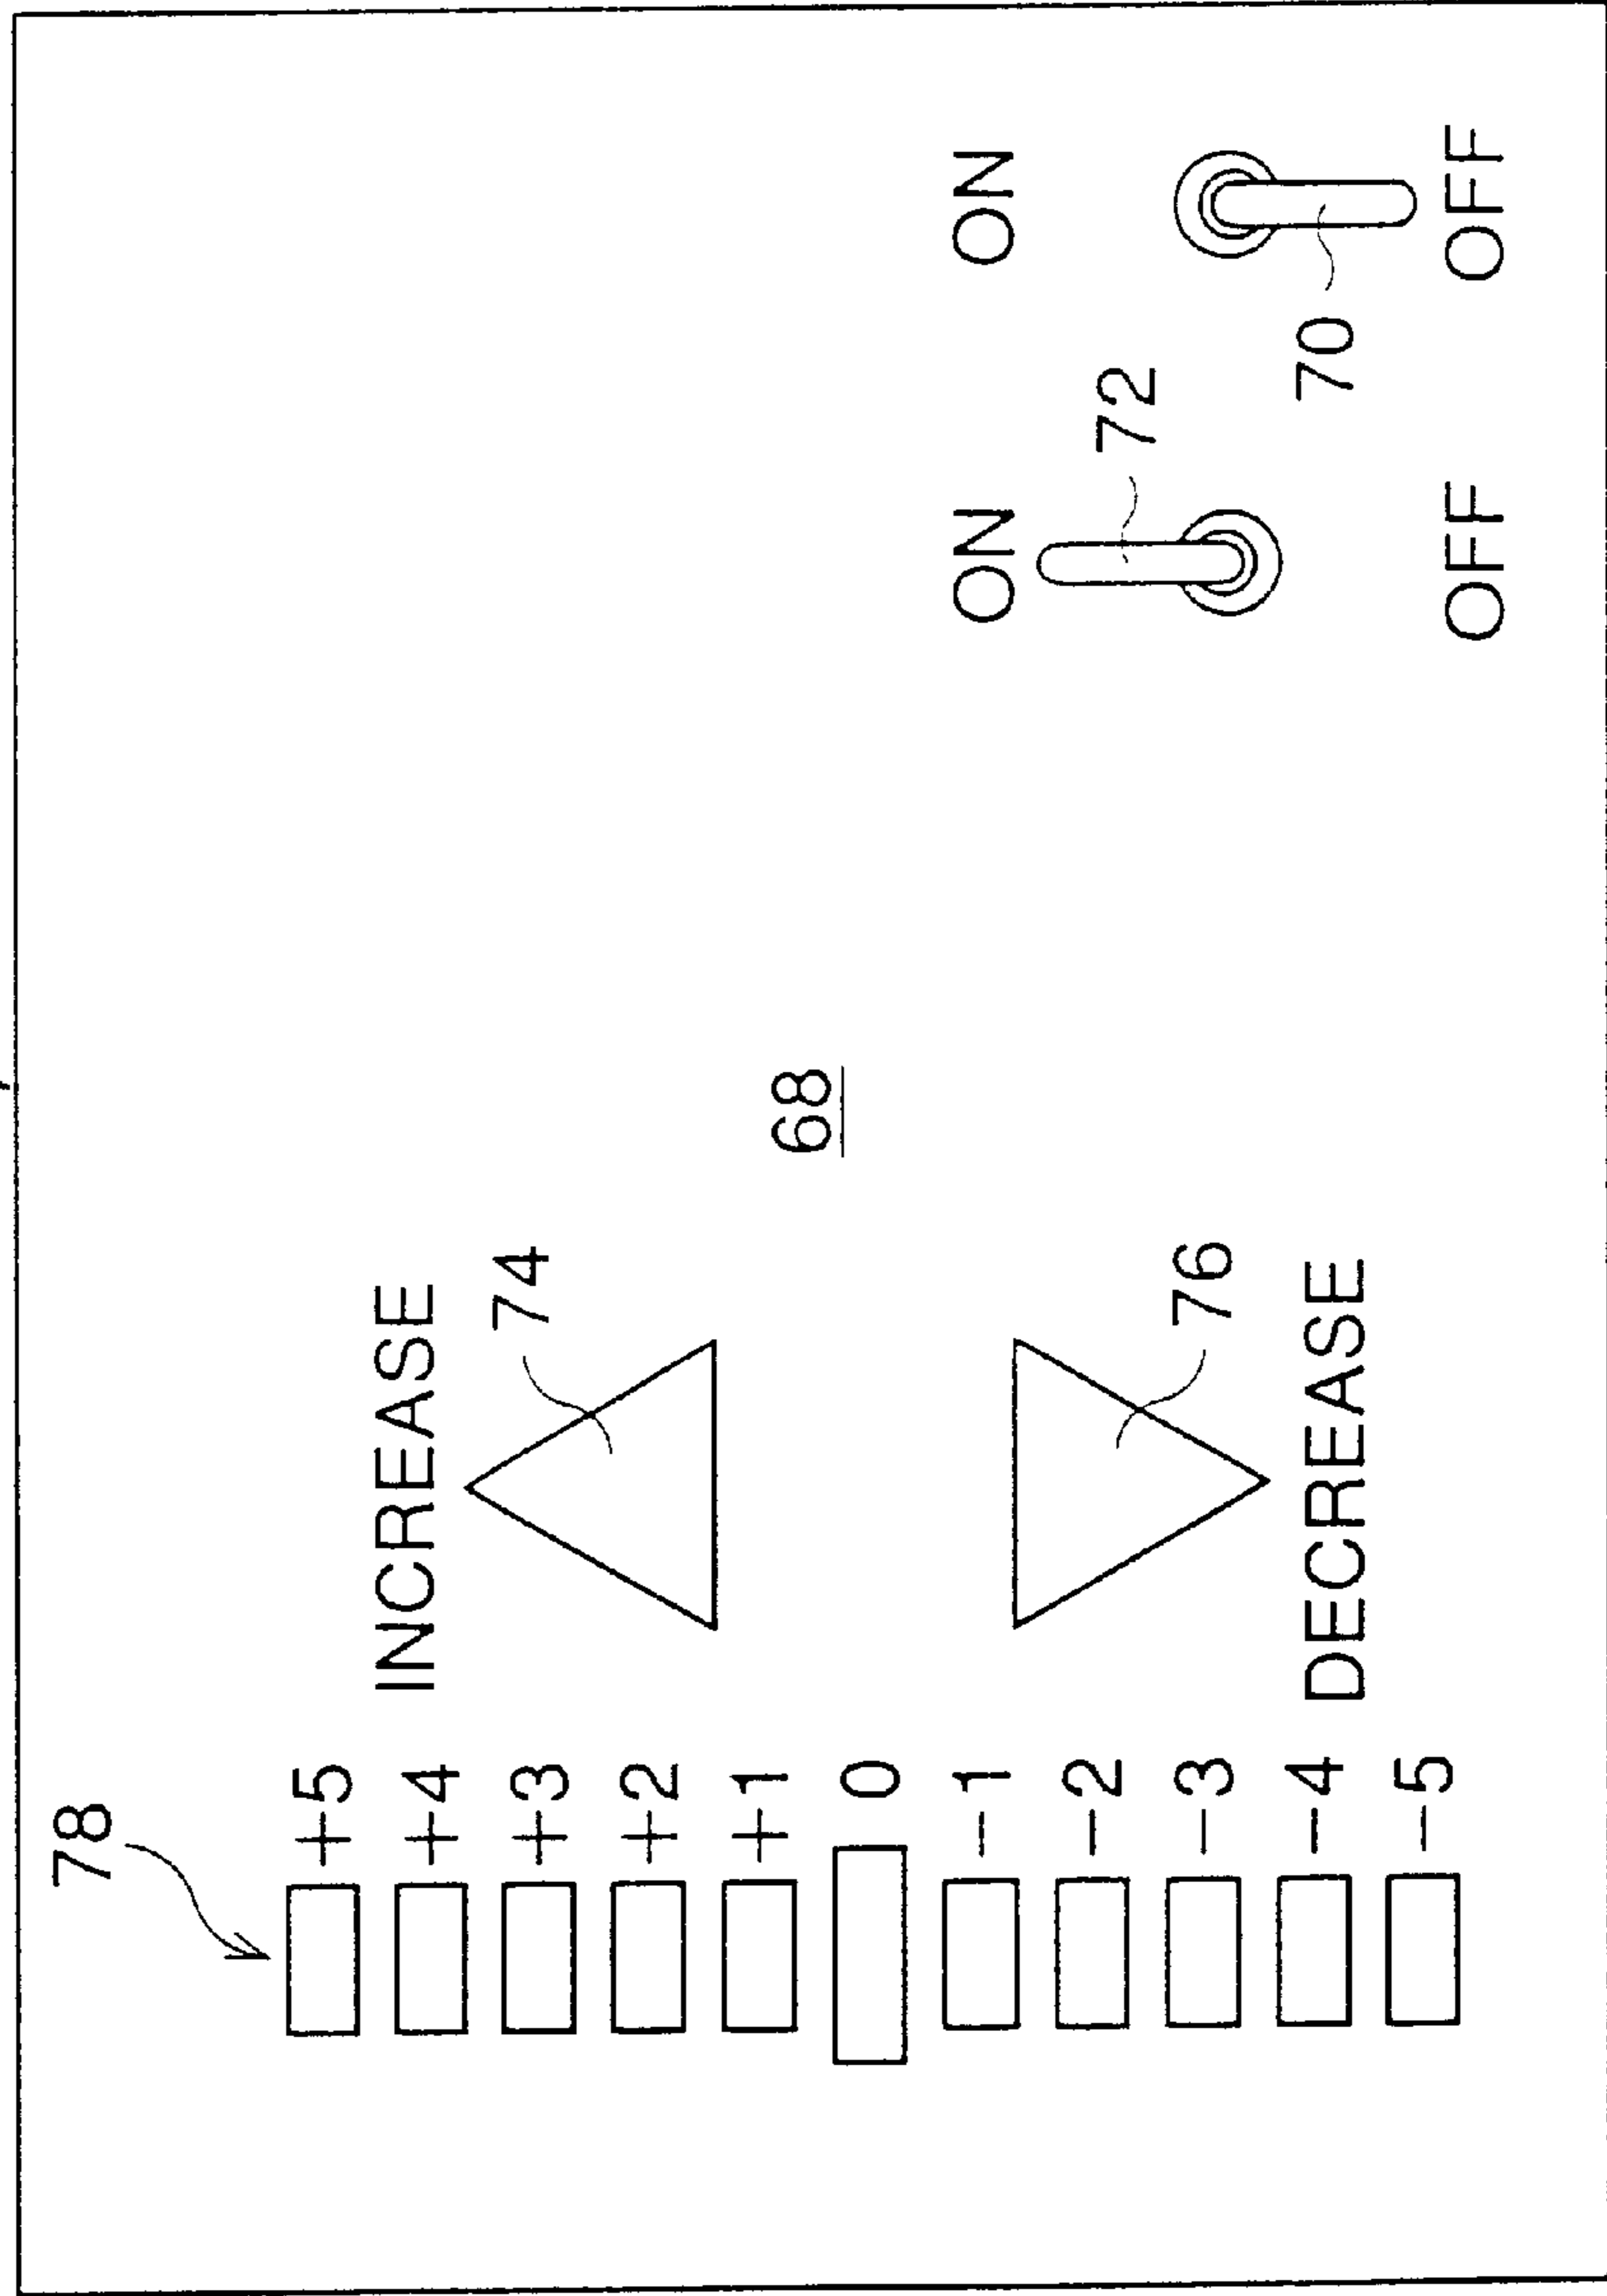 78
+5
+4
+3
+2
+1
0
-1
-2
-3
-4
-5
INCREASE
74
76
DECREASE
68
ON
72
OFF
ON
70
OFF